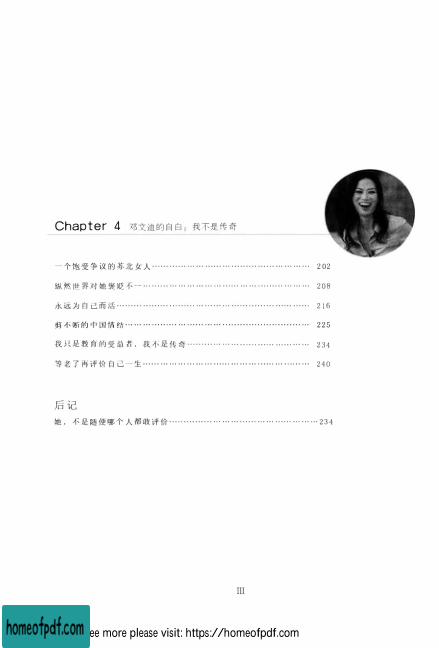 Chapter 4 邓文迪的自白：我不是传奇
一个饱受争议的苏北女人 202
纵然世界对她褒贬不一 208
永远为自己而活 216
剪不断的中国情结 225
我只是教育的受益者，我不是传奇 234
等老了再评价自己一生 240
后记
她，不是随便哪个人都敢评价 234
III
homeofpdf.com
ee more please visit: https://homeofpdf.com